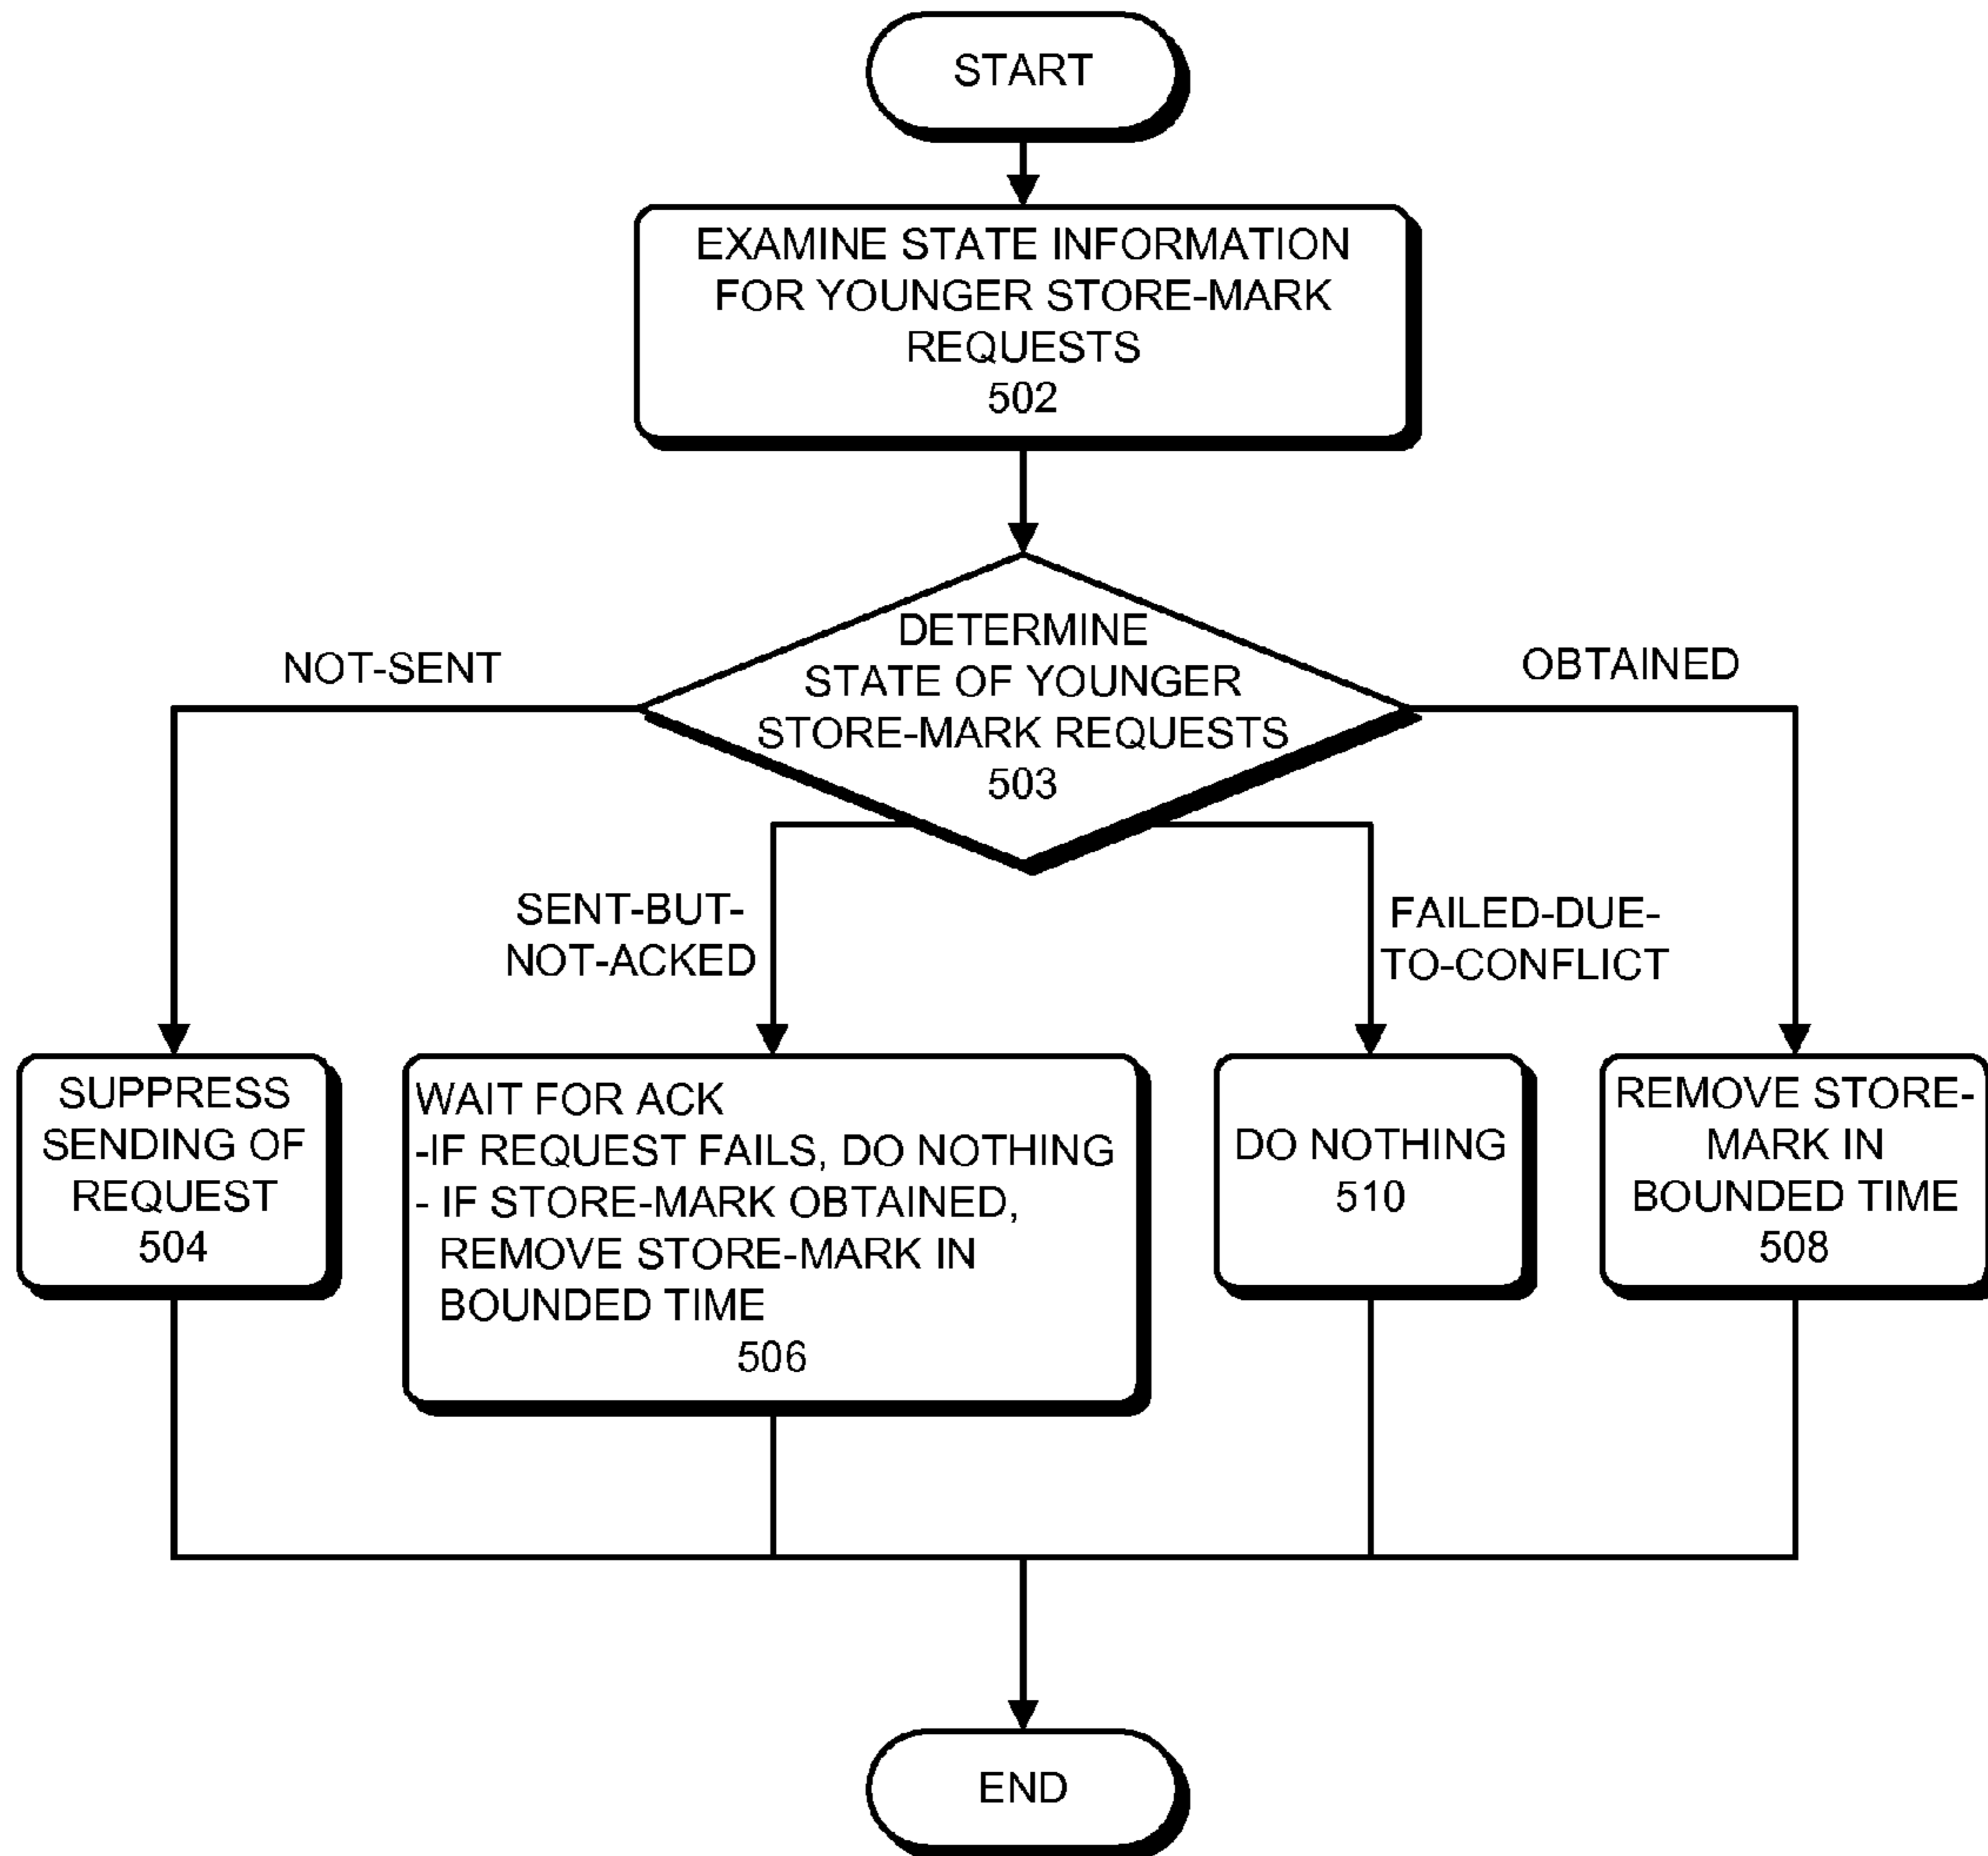 START
EXAMINE STATE INFORMATION
FOR YOUNGER STORE-MARK
REQUESTS
502
DETERMINE
STATE OF YOUNGER
STORE-MARK REQUESTS
503
NOT-SENT
OBTAINED
SENT-BUT-
NOT-ACKED
FAILED-DUE-
TO-CONFLICT
SUPPRESS
SENDING OF
REQUEST
504
WAIT FOR ACK
-IF REQUEST FAILS, DO NOTHING
- IF STORE-MARK OBTAINED,
REMOVE STORE-MARK IN
BOUNDED TIME
506
DO NOTHING
510
REMOVE STORE-
MARK IN
BOUNDED TIME
508
END